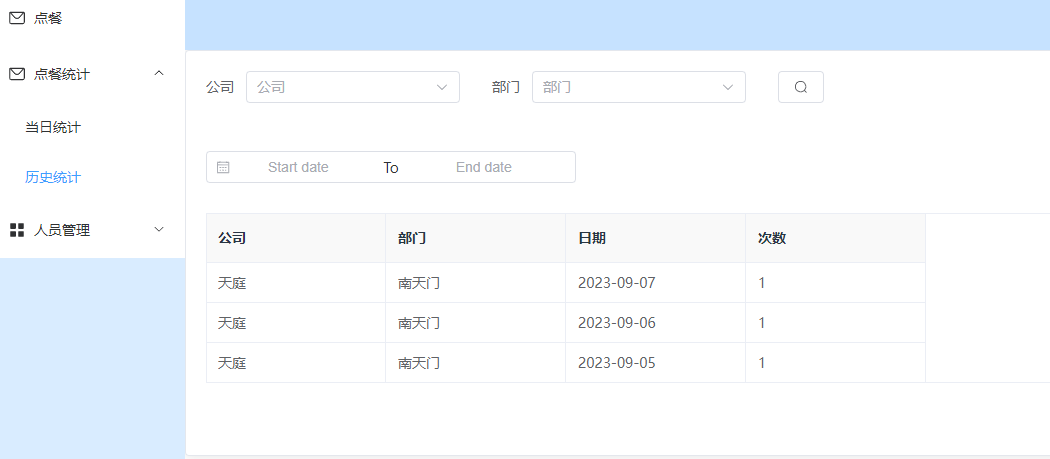 点餐
点餐统计
当日统计
历史统计
人员管理
公司 公司 部门 部门
Start date To End date
公司 部门 日期 次数
天庭 南天门 2023-09-07 1
天庭 南天门 2023-09-06 1
天庭 南天门 2023-09-05 1